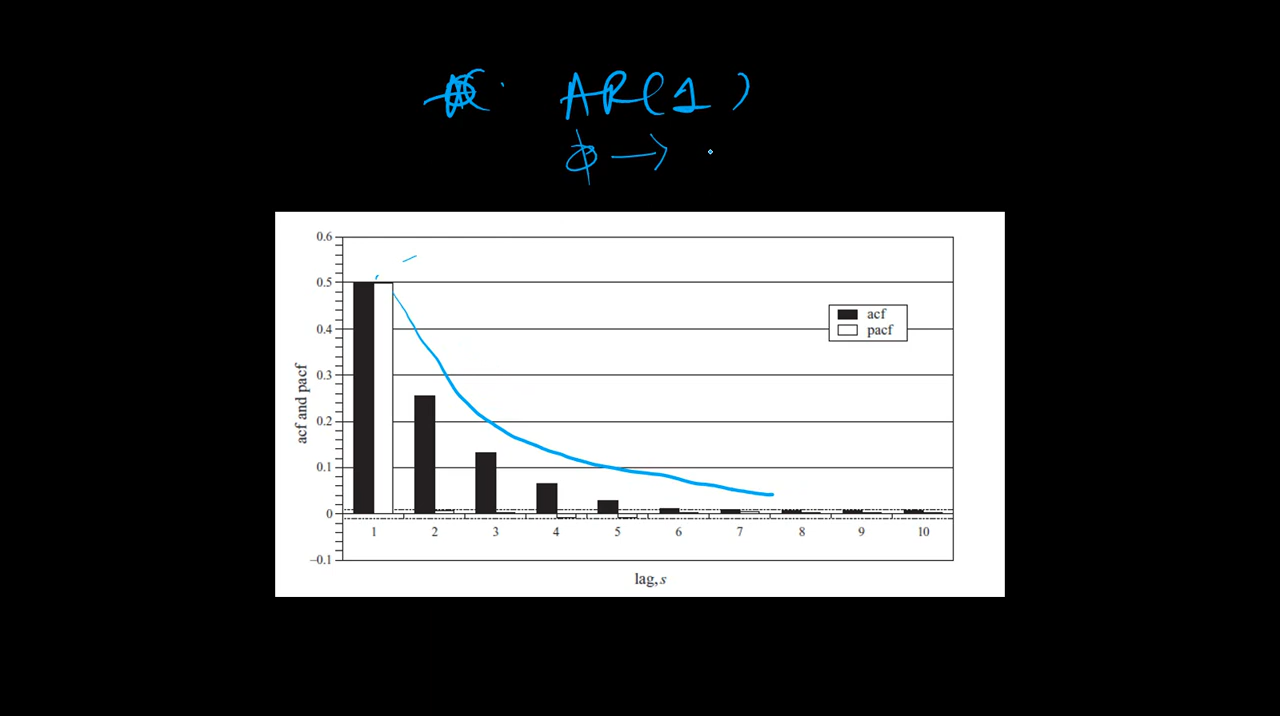 AR(1)
φ →
0.6
0.5
0.4
0.3
0.2
0.1
0
−0.1
acf and pacf
acf
pacf
1 2 3 4 5 6 7 8 9 10
lag, s